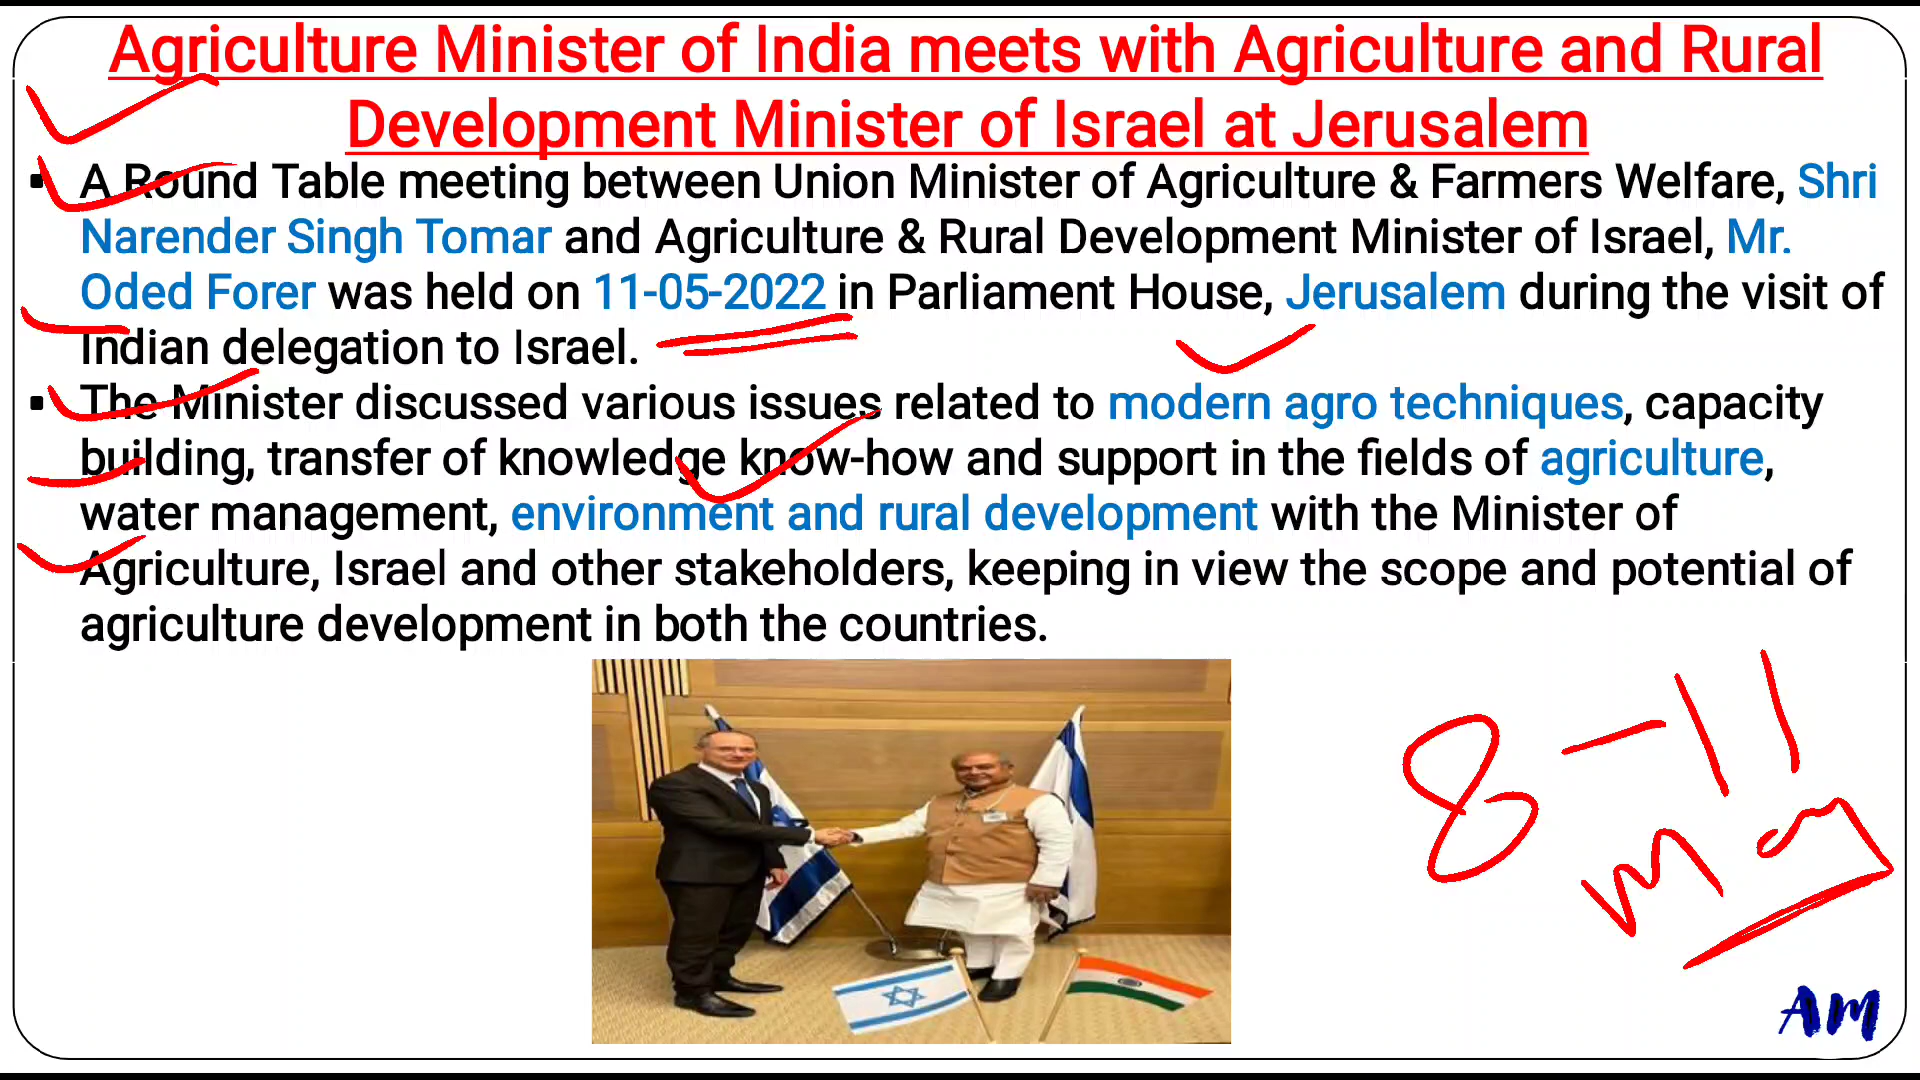 Agriculture Minister of India meets with Agriculture and Rural
Development Minister of Israel at Jerusalem
▪ A Round Table meeting between Union Minister of Agriculture & Farmers Welfare, Shri
Narender Singh Tomar and Agriculture & Rural Development Minister of Israel, Mr.
Oded Forer was held on 11-05-2022 in Parliament House, Jerusalem during the visit of
Indian delegation to Israel.
▪ The Minister discussed various issues related to modern agro techniques, capacity
building, transfer of knowledge know-how and support in the fields of agriculture,
water management, environment and rural development with the Minister of
Agriculture, Israel and other stakeholders, keeping in view the scope and potential of
agriculture development in both the countries.
8-11
AM